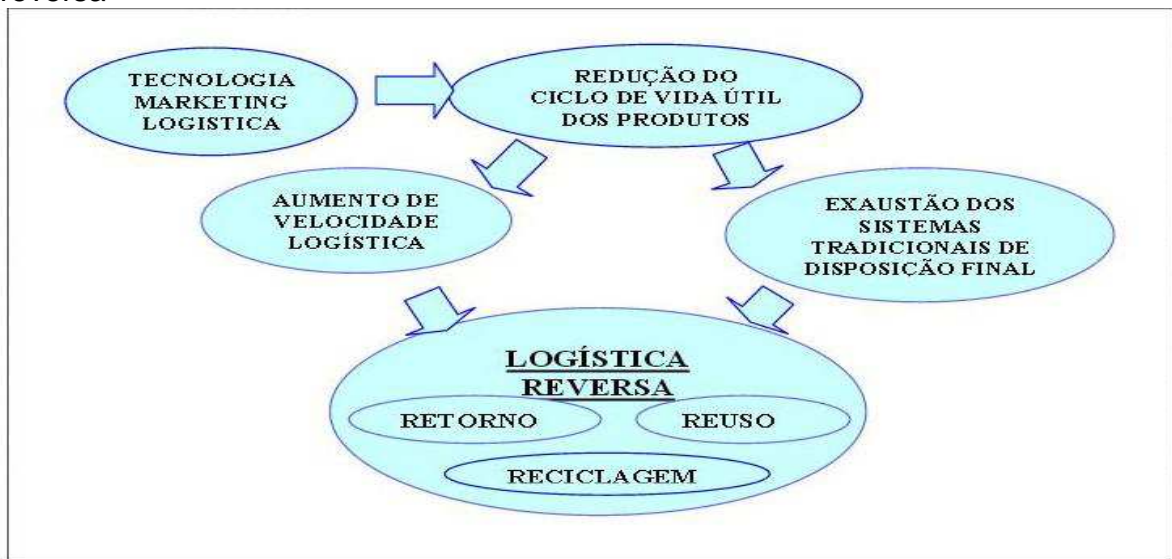 TECNOLOGIA
MARKETING
LOGISTICA
REDUÇÃO DO
CICLO DE VIDA ÚTIL
DOS PRODUTOS
AUMENTO DE
VELOCIDADE
LOGÍSTICA
EXAUSTÃO DOS
SISTEMAS
TRADICIONAIS DE
DISPOSIÇÃO FINAL
LOGÍSTICA
REVERSA
RETORNO
REUSO
RECICLAGEM